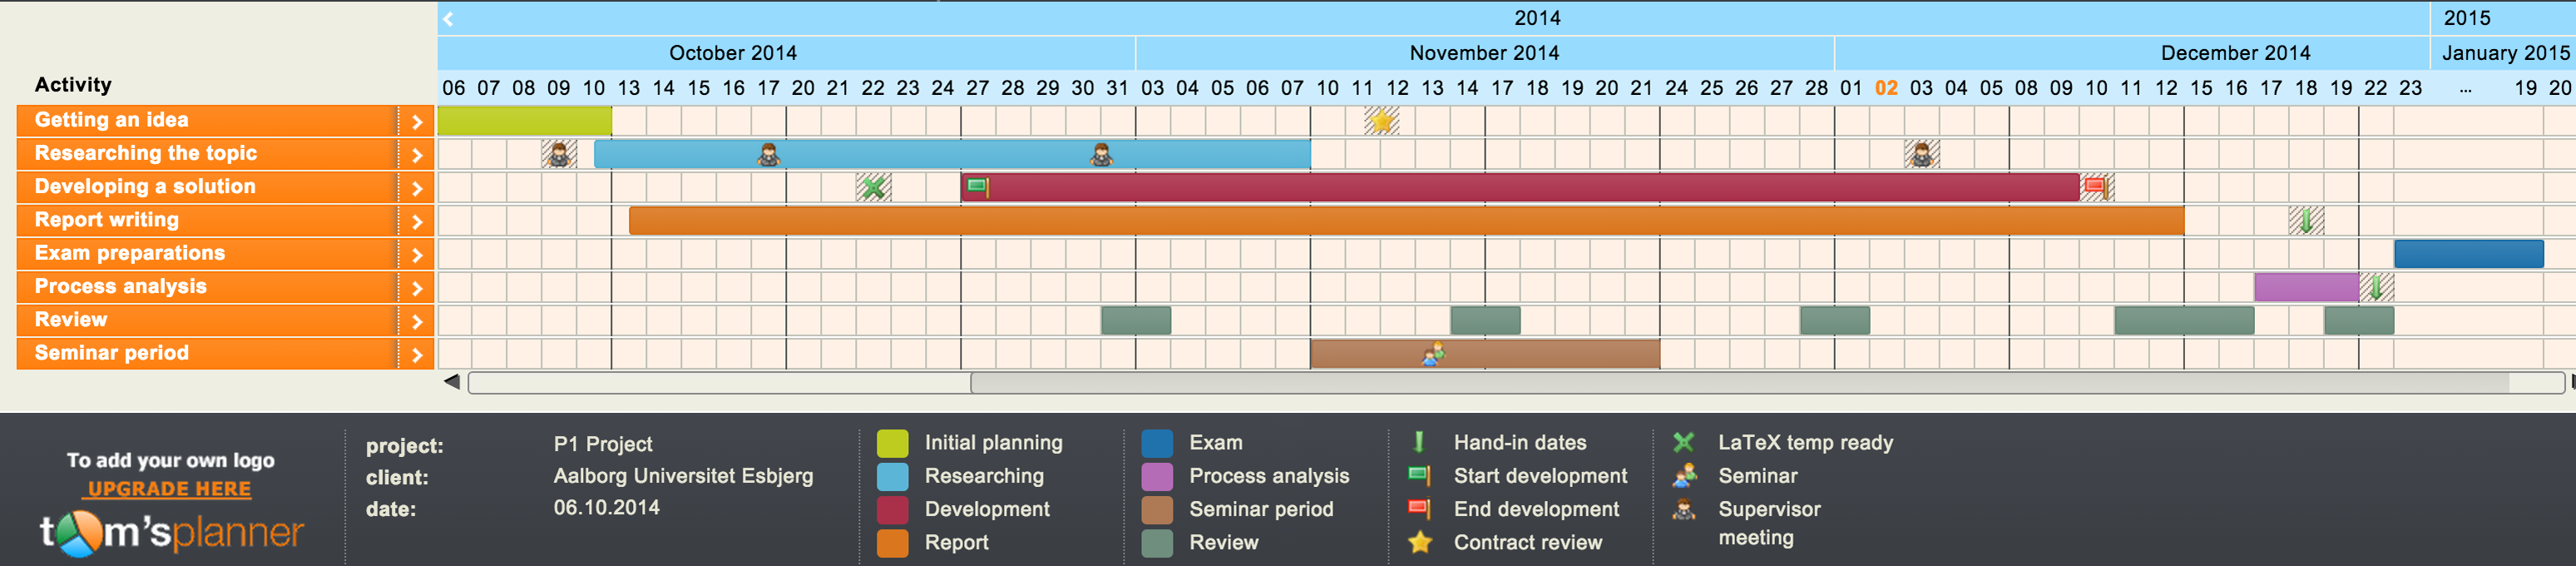 2014 2015
October 2014 November 2014 December 2014 January 2015
Activity 06 07 08 09 10 13 14 15 16 17 20 21 22 23 24 27 28 29 30 31 03 04 05 06 07 10 11 12 13 14 17 18 19 20 21 24 25 26 27 28 01 02 03 04 05 08 09 10 11 12 15 16 17 18 19 22 23 ... 19 20
Getting an idea
Researching the topic
Developing a solution
Report writing
Exam preparations
Process analysis
Review
Seminar period
To add your own logo
UPGRADE HERE
tom'splanner
project: P1 Project
client: Aalborg Universitet Esbjerg
date: 06.10.2014
Initial planning
Researching
Development
Report
Exam
Process analysis
Seminar period
Review
Hand-in dates
Start development
End development
Contract review
LaTeX temp ready
Seminar
Supervisor
meeting